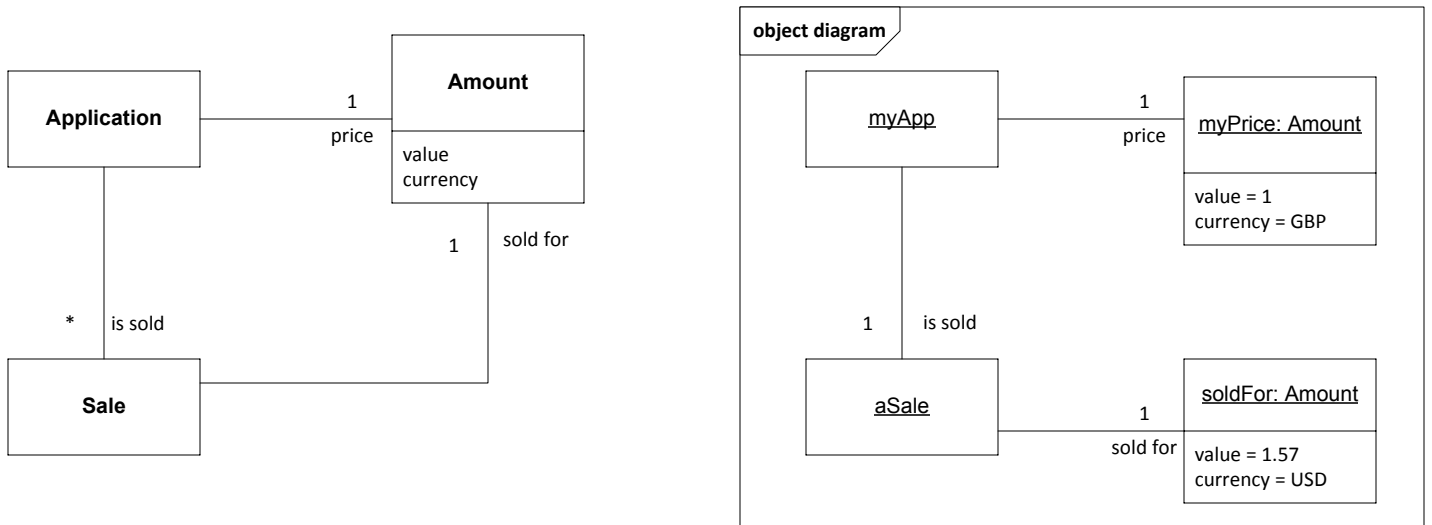 Application
1
price
Amount
value
currency
1
sold for
*
is sold
Sale
object diagram
myApp
1
price
myPrice: Amount
value = 1
currency = GBP
1
is sold
aSale
1
sold for
soldFor: Amount
value = 1.57
currency = USD